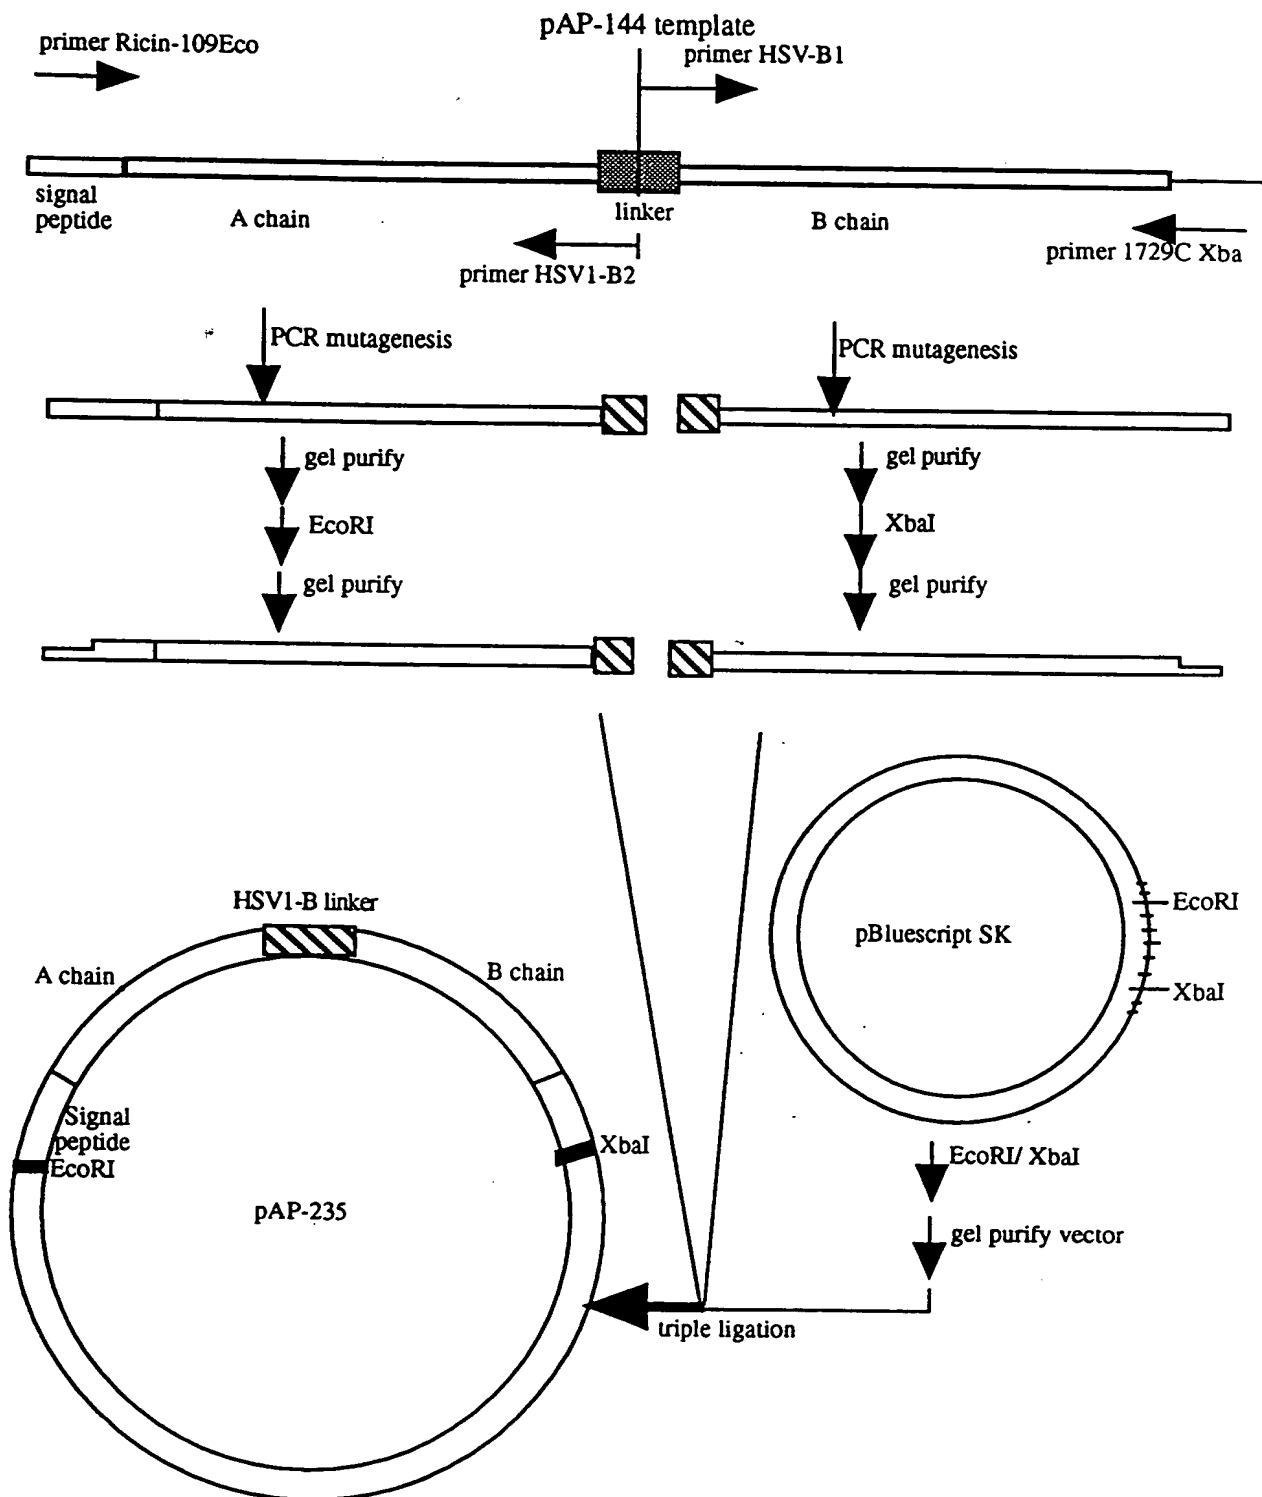 pAP-144 template
primer Ricin-109Eco
primer HSV-B1
signal
peptide
A chain
linker
B chain
primer HSV1-B2
primer 1729C Xba
PCR mutagenesis
PCR mutagenesis
gel purify
gel purify
EcoRI
XbaI
gel purify
gel purify
HSV1-B linker
A chain
B chain
pBluescript SK
EcoRI
XbaI
Signal
peptide
EcoRI
XbaI
pAP-235
EcoRI/ XbaI
gel purify vector
triple ligation